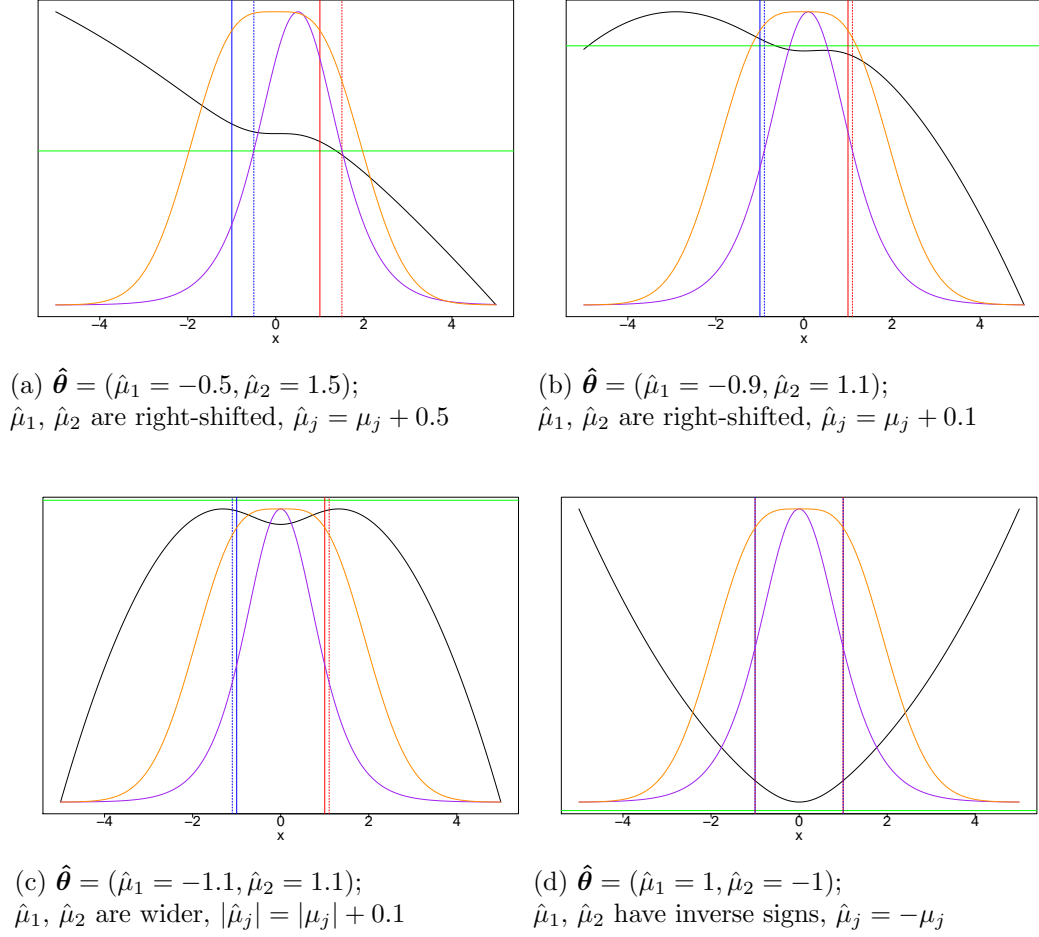 −4 −2 0 2 4
x
−4 −2 0 2 4
x
(a) θ̂ = (μ̂₁ = −0.5, μ̂₂ = 1.5);
μ̂₁, μ̂₂ are right-shifted, μ̂ⱼ = μⱼ + 0.5
(b) θ̂ = (μ̂₁ = −0.9, μ̂₂ = 1.1);
μ̂₁, μ̂₂ are right-shifted, μ̂ⱼ = μⱼ + 0.1
−4 −2 0 2 4
x
−4 −2 0 2 4
x
(c) θ̂ = (μ̂₁ = −1.1, μ̂₂ = 1.1);
μ̂₁, μ̂₂ are wider, |μ̂ⱼ| = |μⱼ| + 0.1
(d) θ̂ = (μ̂₁ = 1, μ̂₂ = −1);
μ̂₁, μ̂₂ have inverse signs, μ̂ⱼ = −μⱼ